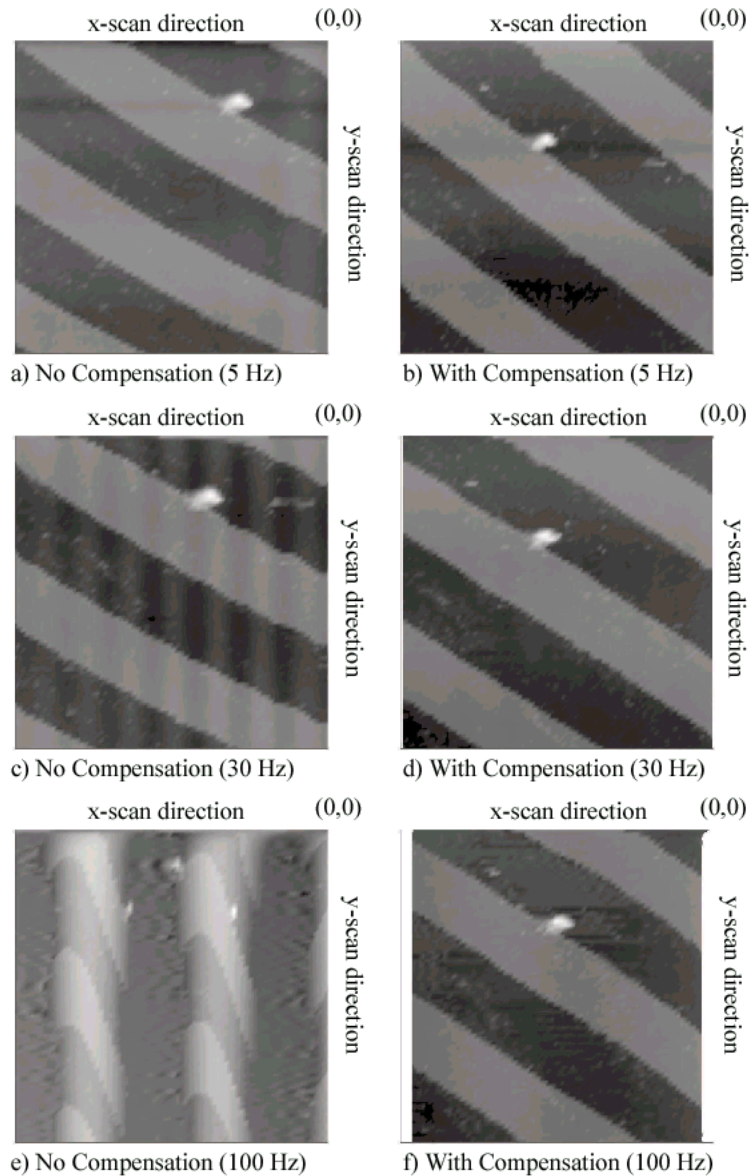 x-scan direction (0,0) x-scan direction (0,0)
y-scan direction y-scan direction
a) No Compensation (5 Hz) b) With Compensation (5 Hz)
x-scan direction (0,0) x-scan direction (0,0)
y-scan direction y-scan direction
c) No Compensation (30 Hz) d) With Compensation (30 Hz)
x-scan direction (0,0) x-scan direction (0,0)
y-scan direction y-scan direction
e) No Compensation (100 Hz) f) With Compensation (100 Hz)